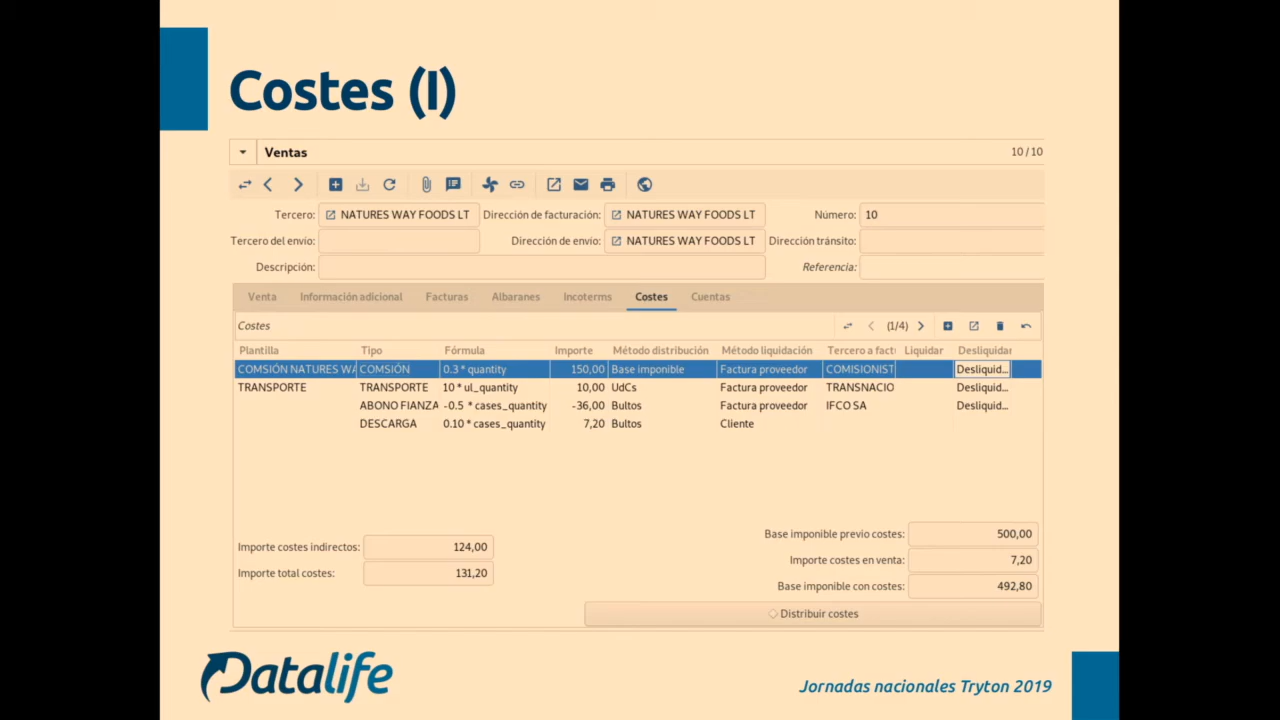 Costes (I)
Ventas 10 / 10
Tercero: NATURES WAY FOODS LT Dirección de facturación: NATURES WAY FOODS LT Número: 10
Tercero del envío: Dirección de envío: NATURES WAY FOODS LT Dirección tránsito:
Descripción: Referencia:
Venta Información adicional Facturas Albaranes Incoterms Costes Cuentas
Costes (1/4)
Plantilla Tipo Fórmula Importe Método distribución Método liquidación Tercero a factu Liquidar Desliquidar
COMSIÓN NATURES WA COMSIÓN 0.3 * quantity 150,00 Base imponible Factura proveedor COMISIONIST Desliquid...
TRANSPORTE TRANSPORTE 10 * ul_quantity 10,00 UdCs Factura proveedor TRANSNACIO Desliquid...
ABONO FIANZA -0.5 * cases_quantity -36,00 Bultos Factura proveedor IFCO SA Desliquid...
DESCARGA 0.10 * cases_quantity 7,20 Bultos Cliente
Base imponible previo costes: 500,00
Importe costes indirectos: 124,00
Importe costes en venta: 7,20
Importe total costes: 131,20
Base imponible con costes: 492,80
Distribuir costes
Datalife
Jornadas nacionales Tryton 2019